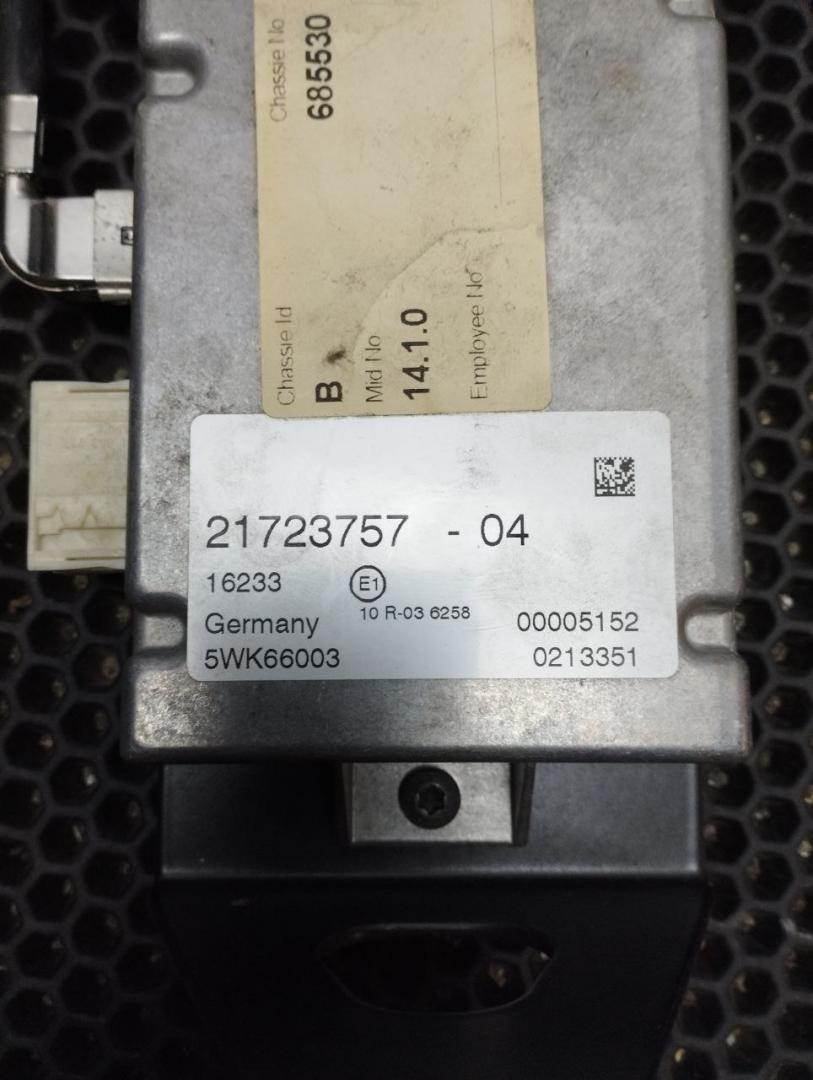 Chassie No
685530
Chassie Id
B
Mid No
14.1.0
Employee No
21723757 - 04
16233 E1
10 R-03 6258
Germany 00005152
5WK66003 0213351